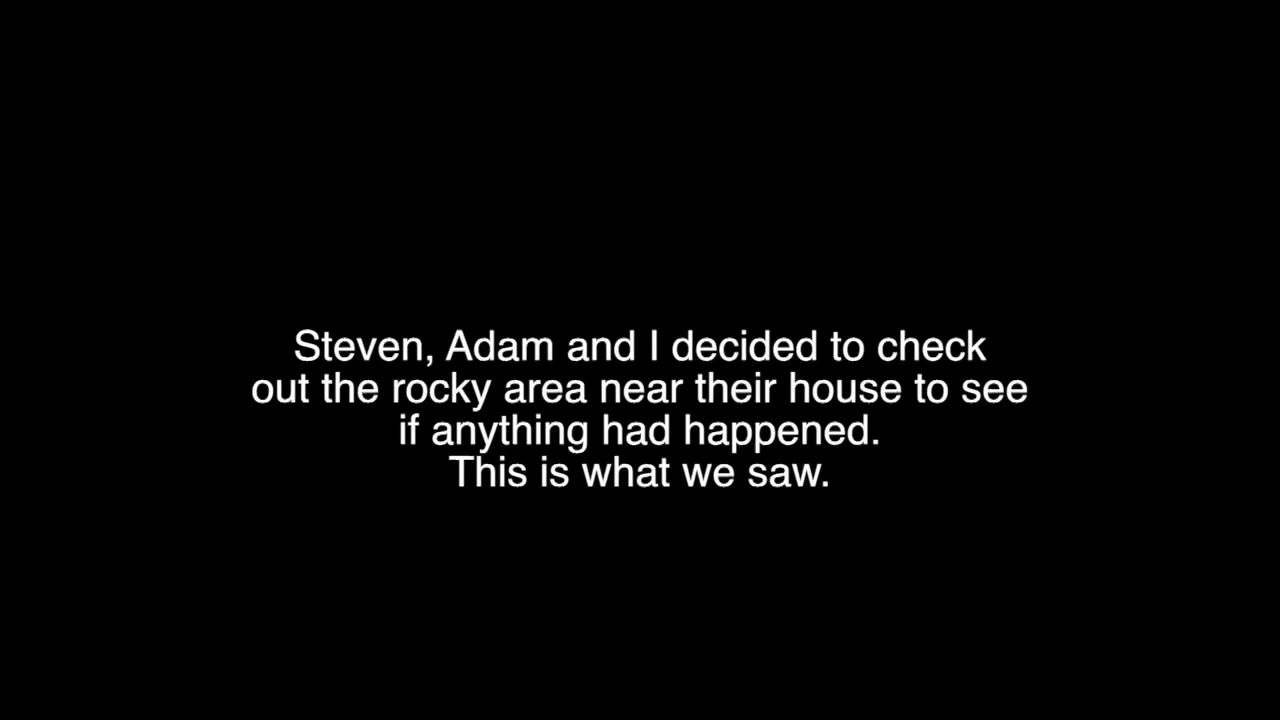 Steven, Adam and I decided to check
out the rocky area near their house to see
if anything had happened.
This is what we saw.